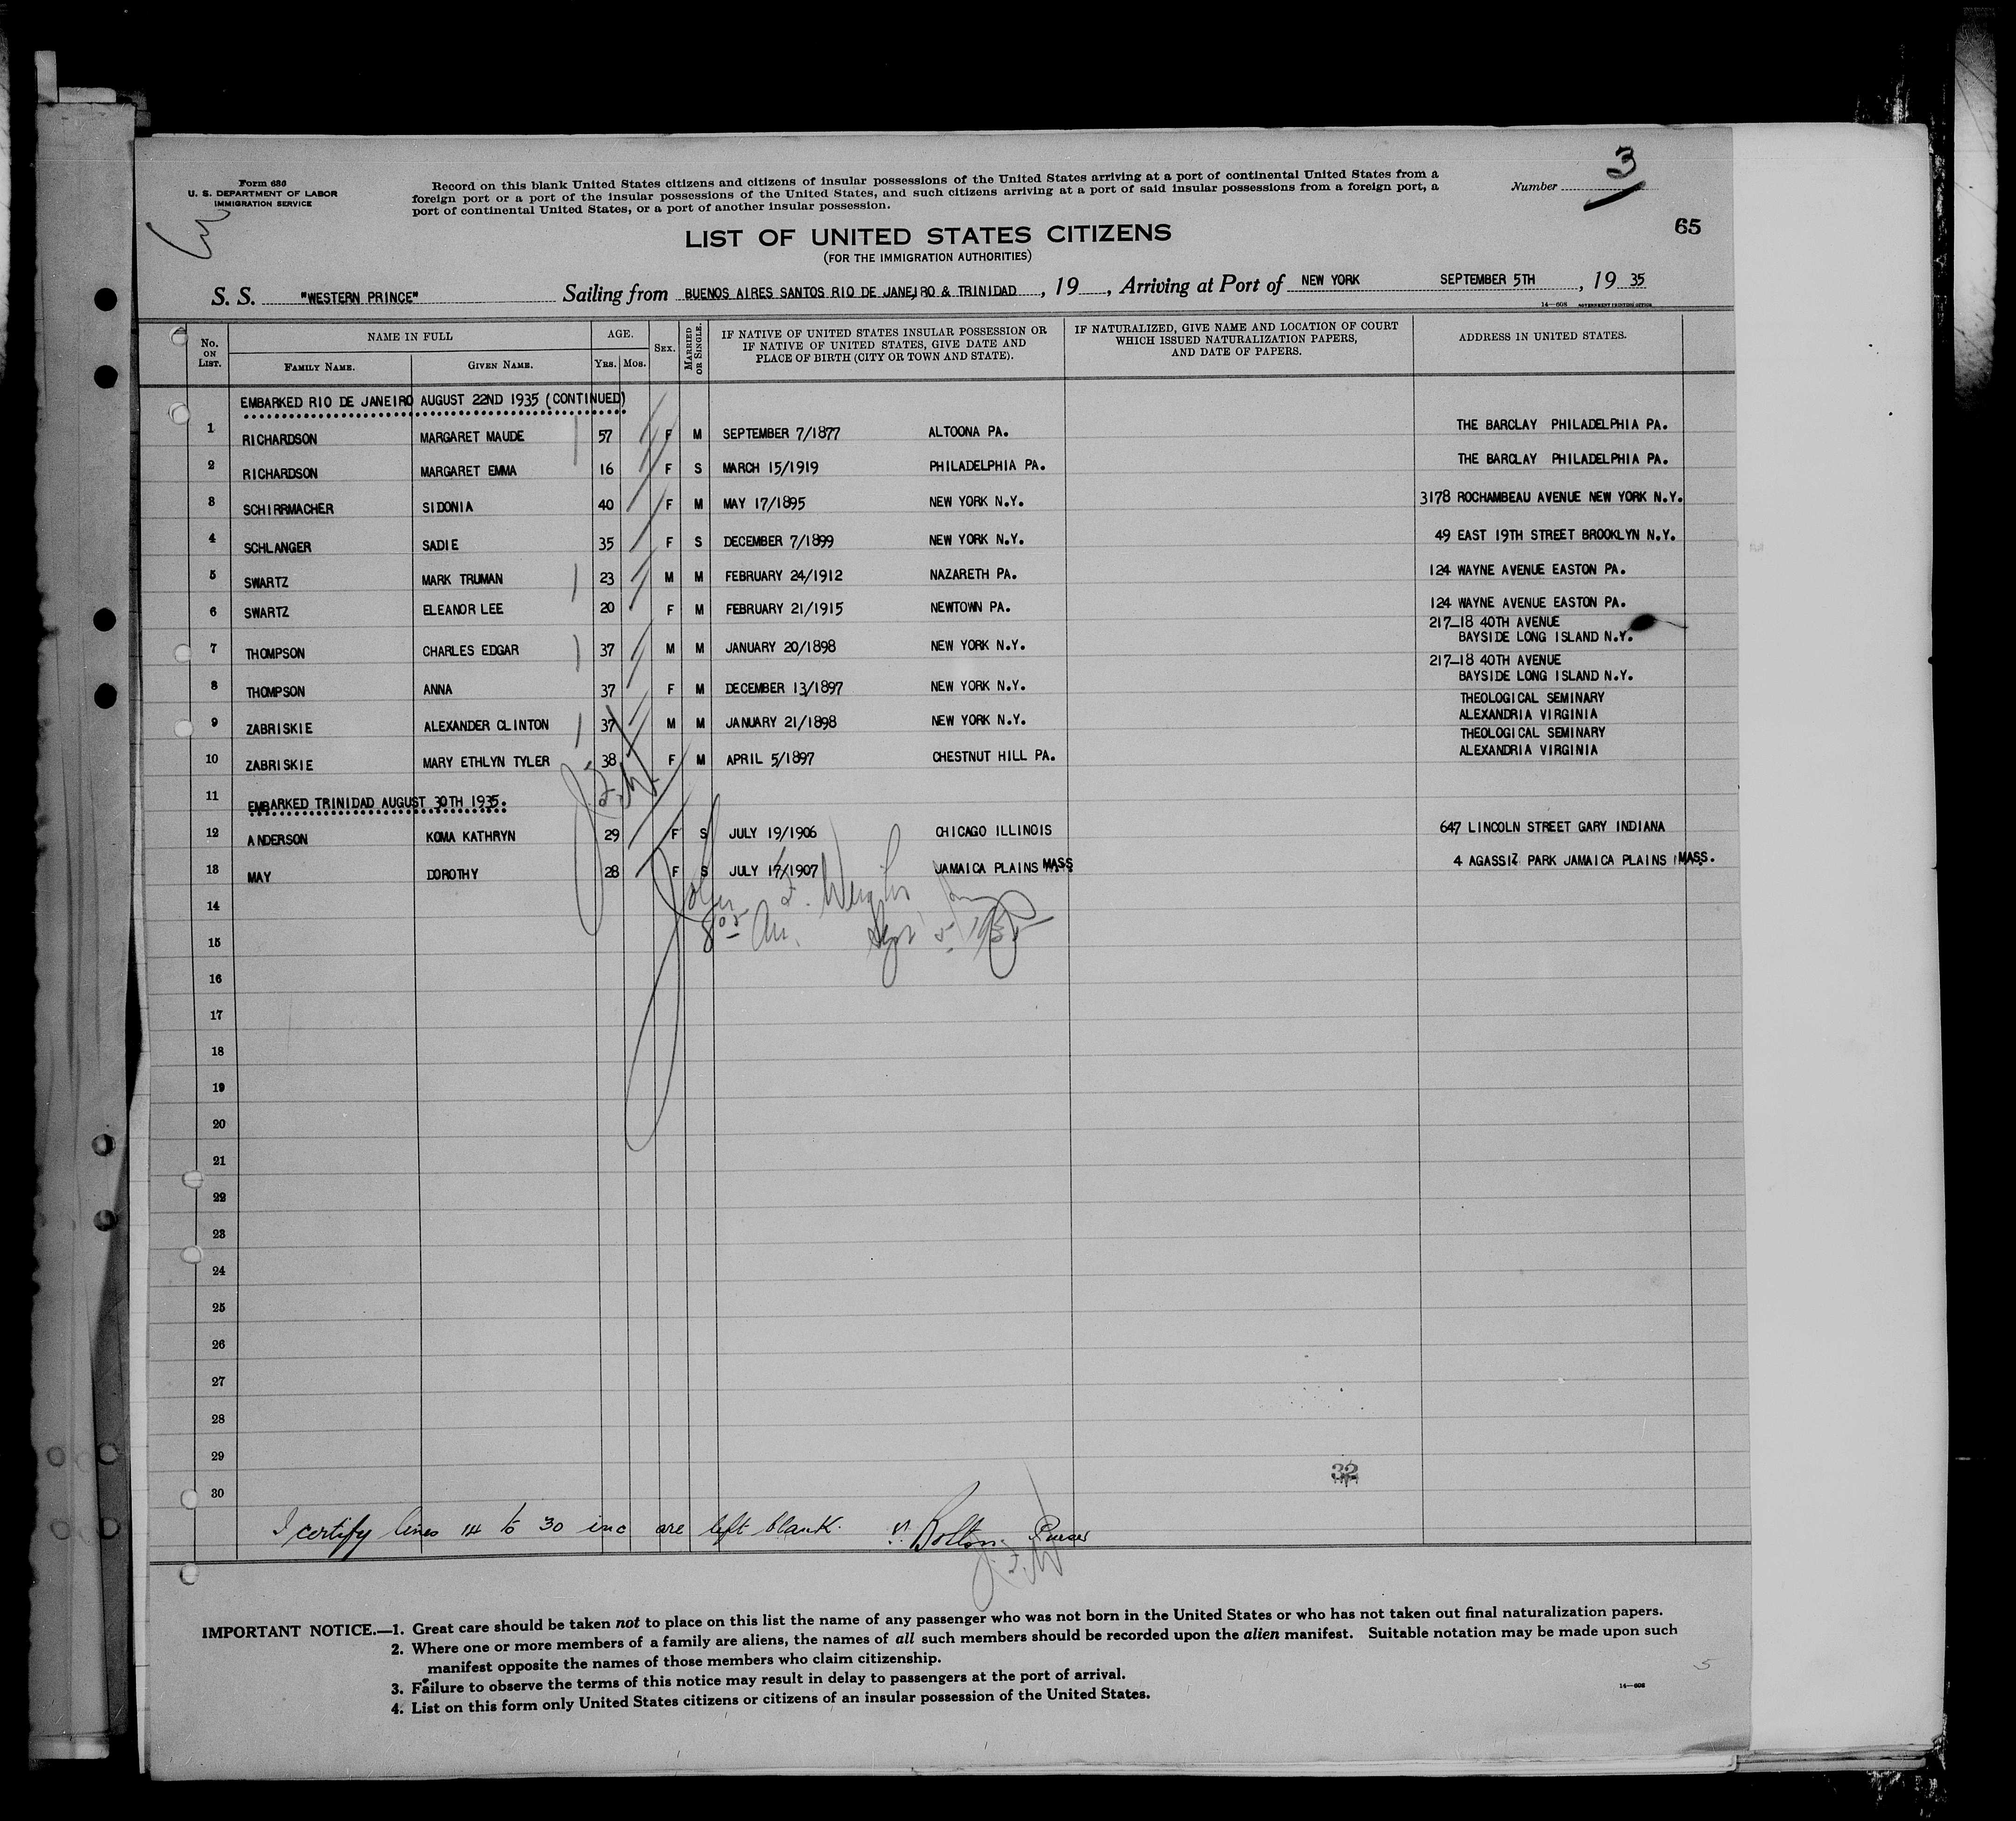 Form 630
U. S. DEPARTMENT OF LABOR
IMMIGRATION SERVICE
Record on this blank United States citizens and citizens of insular possessions of the United States arriving at a port of continental United States from a
foreign port or a port of the insular possessions of the United States, and such citizens arriving at a port of said insular possessions from a foreign port, a
port of continental United States, or a port of another insular possession.
Number 3
65
LIST OF UNITED STATES CITIZENS
(FOR THE IMMIGRATION AUTHORITIES)
S. S. "WESTERN PRINCE" Sailing from BUENOS AIRES SANTOS RIO DE JANEIRO & TRINIDAD, 19 , Arriving at Port of NEW YORK SEPTEMBER 5TH, 19 35
14—608 GOVERNMENT PRINTING OFFICE
No. ON LIST. NAME IN FULL FAMILY NAME. GIVEN NAME. AGE. YRS. MOS. SEX. MARRIED OR SINGLE. IF NATIVE OF UNITED STATES INSULAR POSSESSION OR IF NATIVE OF UNITED STATES, GIVE DATE AND PLACE OF BIRTH (CITY OR TOWN AND STATE). IF NATURALIZED, GIVE NAME AND LOCATION OF COURT WHICH ISSUED NATURALIZATION PAPERS, AND DATE OF PAPERS. ADDRESS IN UNITED STATES.
EMBARKED RIO DE JANEIRO AUGUST 22ND 1935 (CONTINUED)
1 RICHARDSON MARGARET MAUDE 57 F M SEPTEMBER 7/1877 ALTOONA PA. THE BARCLAY PHILADELPHIA PA.
2 RICHARDSON MARGARET EMMA 16 F S MARCH 15/1919 PHILADELPHIA PA. THE BARCLAY PHILADELPHIA PA.
3 SCHIRRMACHER SIDONIA 40 F M MAY 17/1895 NEW YORK N.Y. 3178 ROCHAMBEAU AVENUE NEW YORK N.Y.
4 SCHLANGER SADIE 35 F S DECEMBER 7/1899 NEW YORK N.Y. 49 EAST 19TH STREET BROOKLYN N.Y.
5 SWARTZ MARK TRUMAN 23 M M FEBRUARY 24/1912 NAZARETH PA. 124 WAYNE AVENUE EASTON PA.
6 SWARTZ ELEANOR LEE 20 F M FEBRUARY 21/1915 NEWTOWN PA. 124 WAYNE AVENUE EASTON PA.
217-18 40TH AVENUE
7 THOMPSON CHARLES EDGAR 37 M M JANUARY 20/1898 NEW YORK N.Y. BAYSIDE LONG ISLAND N.Y.
217-18 40TH AVENUE
8 THOMPSON ANNA 37 F M DECEMBER 13/1897 NEW YORK N.Y. BAYSIDE LONG ISLAND N.Y.
THEOLOGICAL SEMINARY
9 ZABRISKIE ALEXANDER CLINTON 37 M M JANUARY 21/1898 NEW YORK N.Y. ALEXANDRIA VIRGINIA
THEOLOGICAL SEMINARY
10 ZABRISKIE MARY ETHLYN TYLER 38 F M APRIL 5/1897 CHESTNUT HILL PA. ALEXANDRIA VIRGINIA
11 EMBARKED TRINIDAD AUGUST 30TH 1935.
12 ANDERSON KOMA KATHRYN 29 F S JULY 19/1906 CHICAGO ILLINOIS 647 LINCOLN STREET GARY INDIANA
13 MAY DOROTHY 28 F S JULY 17/1907 JAMAICA PLAINS MASS 4 AGASSIZ PARK JAMAICA PLAINS MASS.
John F.
14
Sept 5 1935
15
16
17
18
19
20
21
22
23
24
25
26
27
28
29
32
30
I certify lines 14 to 30 inc are left blank. Bolton Purser
IMPORTANT NOTICE.—1. Great care should be taken not to place on this list the name of any passenger who was not born in the United States or who has not taken out final naturalization papers.
2. Where one or more members of a family are aliens, the names of all such members should be recorded upon the alien manifest. Suitable notation may be made upon such
manifest opposite the names of those members who claim citizenship.
3. Failure to observe the terms of this notice may result in delay to passengers at the port of arrival.
4. List on this form only United States citizens or citizens of an insular possession of the United States.
14—608
5